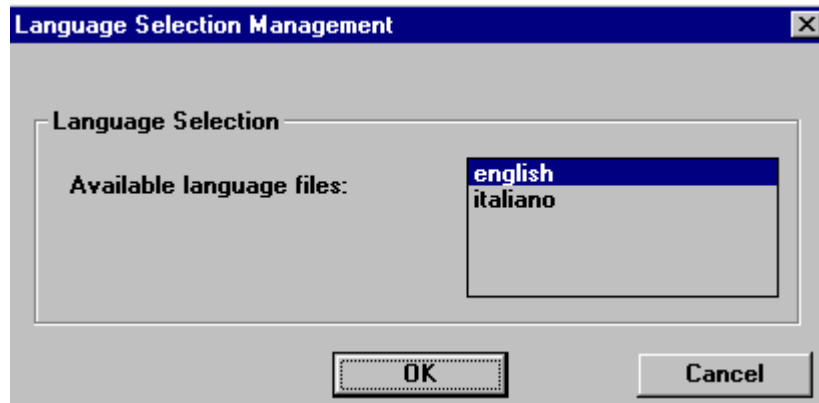 Language Selection Management
Language Selection
Available language files:
english
italiano
OK
Cancel